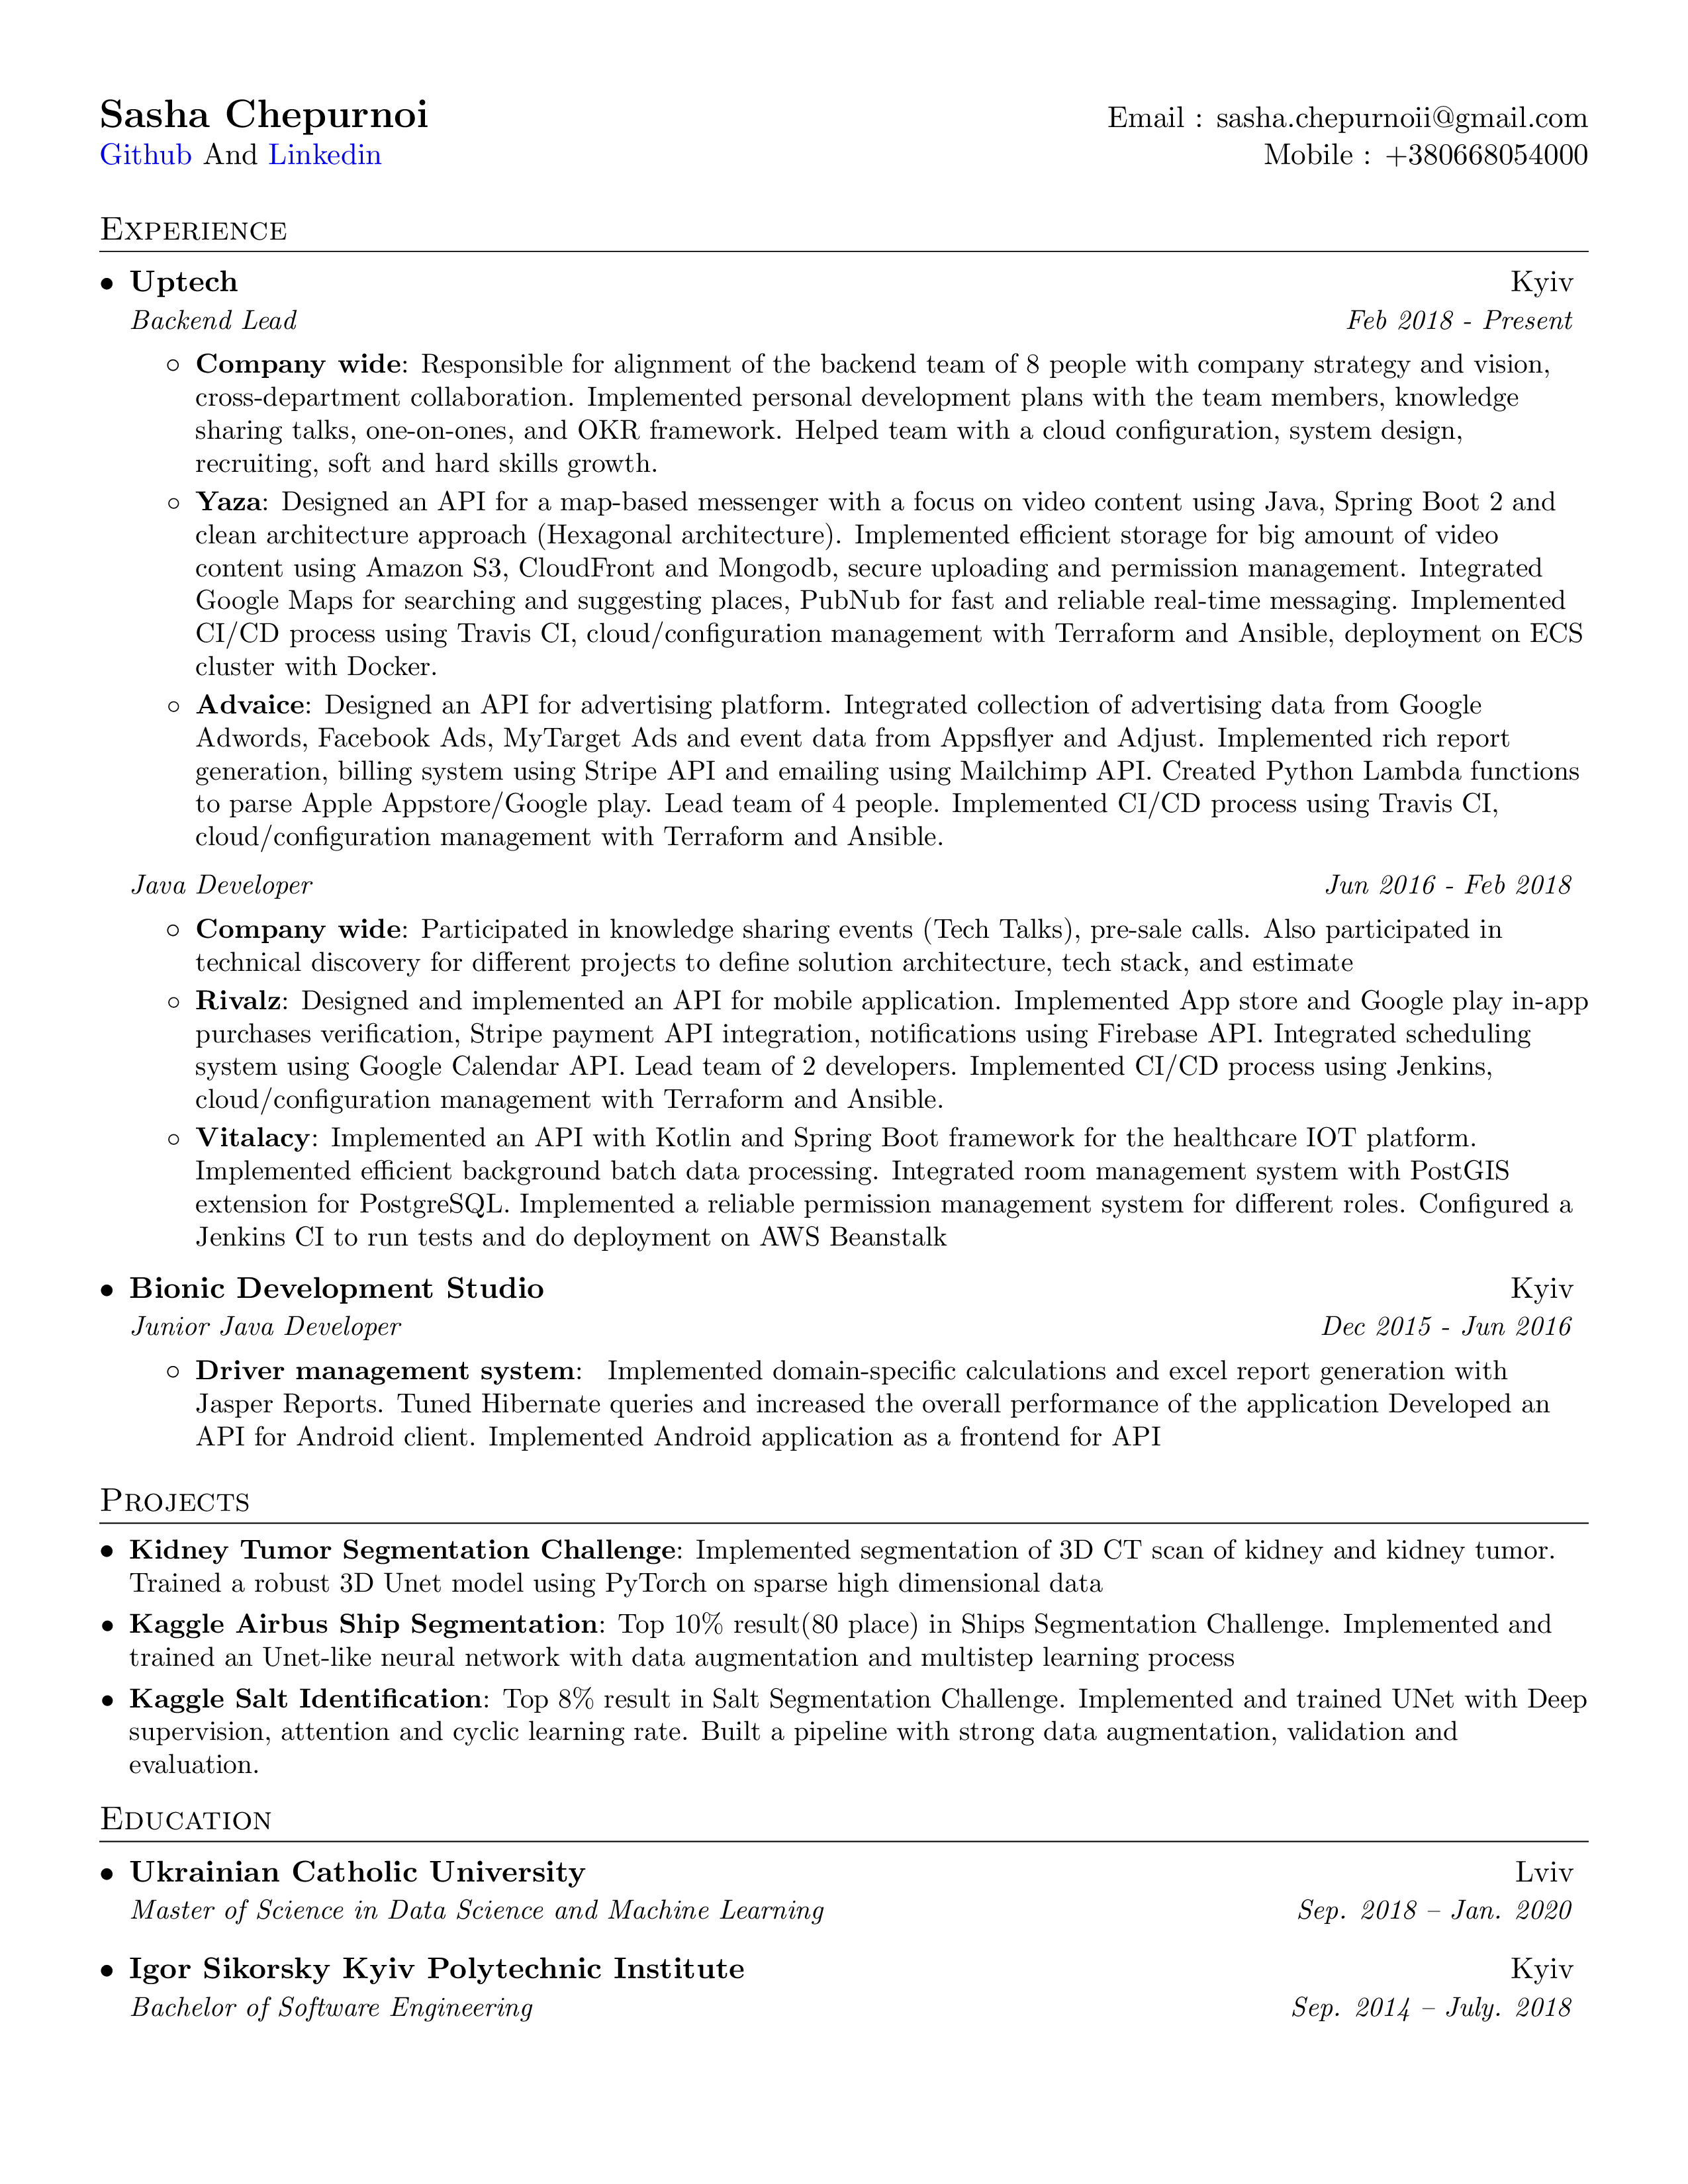 Sasha Chepurnoi
Email : sasha.chepurnoii@gmail.com
Github And Linkedin
Mobile : +380668054000
Experience
• Uptech
Kyiv
Backend Lead
Feb 2018 - Present
◦ Company wide: Responsible for alignment of the backend team of 8 people with company strategy and vision,
cross-department collaboration. Implemented personal development plans with the team members, knowledge
sharing talks, one-on-ones, and OKR framework. Helped team with a cloud configuration, system design,
recruiting, soft and hard skills growth.
◦ Yaza: Designed an API for a map-based messenger with a focus on video content using Java, Spring Boot 2 and
clean architecture approach (Hexagonal architecture). Implemented efficient storage for big amount of video
content using Amazon S3, CloudFront and Mongodb, secure uploading and permission management. Integrated
Google Maps for searching and suggesting places, PubNub for fast and reliable real-time messaging. Implemented
CI/CD process using Travis CI, cloud/configuration management with Terraform and Ansible, deployment on ECS
cluster with Docker.
◦ Advaice: Designed an API for advertising platform. Integrated collection of advertising data from Google
Adwords, Facebook Ads, MyTarget Ads and event data from Appsflyer and Adjust. Implemented rich report
generation, billing system using Stripe API and emailing using Mailchimp API. Created Python Lambda functions
to parse Apple Appstore/Google play. Lead team of 4 people. Implemented CI/CD process using Travis CI,
cloud/configuration management with Terraform and Ansible.
Java Developer
Jun 2016 - Feb 2018
◦ Company wide: Participated in knowledge sharing events (Tech Talks), pre-sale calls. Also participated in
technical discovery for different projects to define solution architecture, tech stack, and estimate
◦ Rivalz: Designed and implemented an API for mobile application. Implemented App store and Google play in-app
purchases verification, Stripe payment API integration, notifications using Firebase API. Integrated scheduling
system using Google Calendar API. Lead team of 2 developers. Implemented CI/CD process using Jenkins,
cloud/configuration management with Terraform and Ansible.
◦ Vitalacy: Implemented an API with Kotlin and Spring Boot framework for the healthcare IOT platform.
Implemented efficient background batch data processing. Integrated room management system with PostGIS
extension for PostgreSQL. Implemented a reliable permission management system for different roles. Configured a
Jenkins CI to run tests and do deployment on AWS Beanstalk
• Bionic Development Studio
Kyiv
Junior Java Developer
Dec 2015 - Jun 2016
◦ Driver management system: Implemented domain-specific calculations and excel report generation with
Jasper Reports. Tuned Hibernate queries and increased the overall performance of the application Developed an
API for Android client. Implemented Android application as a frontend for API
Projects
• Kidney Tumor Segmentation Challenge: Implemented segmentation of 3D CT scan of kidney and kidney tumor.
Trained a robust 3D Unet model using PyTorch on sparse high dimensional data
• Kaggle Airbus Ship Segmentation: Top 10% result(80 place) in Ships Segmentation Challenge. Implemented and
trained an Unet-like neural network with data augmentation and multistep learning process
• Kaggle Salt Identification: Top 8% result in Salt Segmentation Challenge. Implemented and trained UNet with Deep
supervision, attention and cyclic learning rate. Built a pipeline with strong data augmentation, validation and
evaluation.
Education
• Ukrainian Catholic University
Lviv
Master of Science in Data Science and Machine Learning
Sep. 2018 – Jan. 2020
• Igor Sikorsky Kyiv Polytechnic Institute
Kyiv
Bachelor of Software Engineering
Sep. 2014 – July. 2018